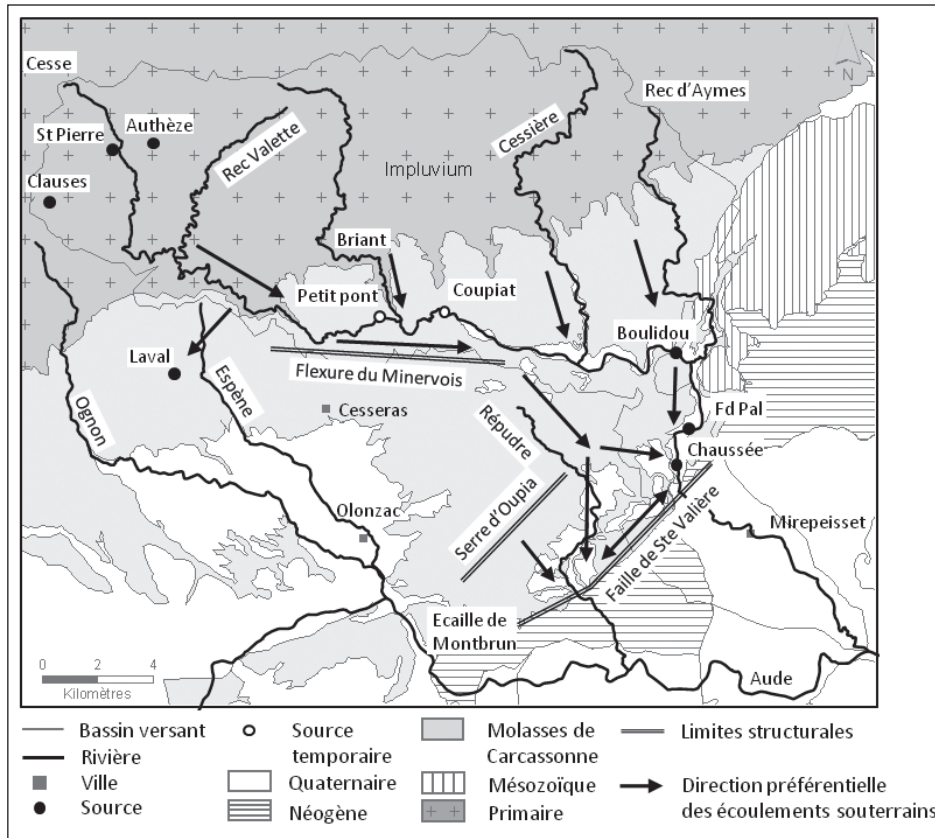 N
Cesse
Rec d'Aymes
St Pierre
Authèze
Rec Valette
Cessière
Impluvium
Clauses
Briant
Petit pont
Coupiat
Boulidou
Laval
Flexure du Minervois
Espène
Ognon
Cesseras
Répudre
Fd Pal
Chaussée
Serre d'Oupia
Olonzac
Mirepeisset
Faille de Ste Valière
Ecaille de
Montbrun
Aude
0 2 4
Kilomètres
Bassin versant
Rivière
Ville
Source
Source
temporaire
Quaternaire
Néogène
Molasses de
Carcassonne
Mésozoïque
Primaire
Limites structurales
Direction préférentielle
des écoulements souterrains